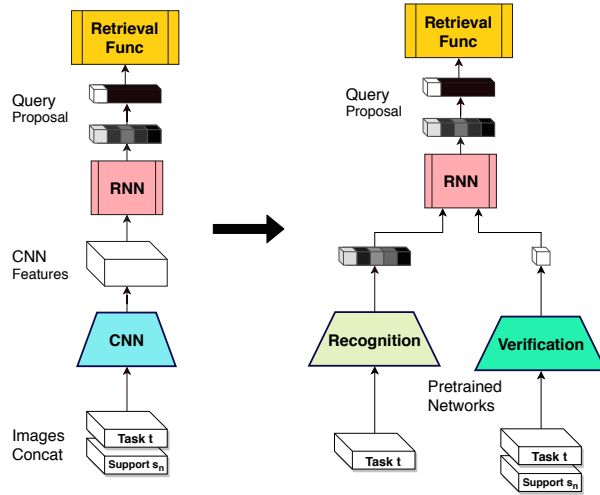 Retrieval
Func
Query
Proposal
RNN
CNN
Features
CNN
Images
Concat
Task t
Support sₙ
Retrieval
Func
Query
Proposal
RNN
Recognition
Verification
Pretrained
Networks
Task t
Task t
Support sₙ